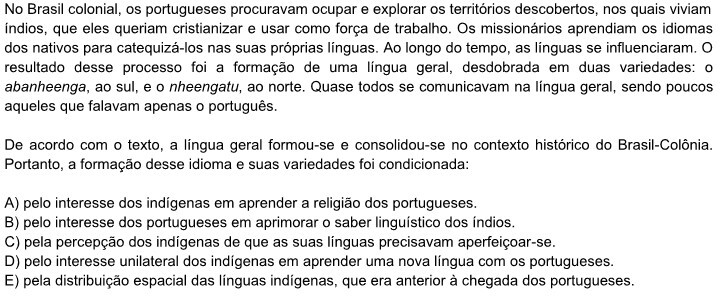 No Brasil colonial, os portugueses procuravam ocupar e explorar os territórios descobertos, nos quais viviam
índios, que eles queriam cristianizar e usar como força de trabalho. Os missionários aprendiam os idiomas
dos nativos para catequizá-los nas suas próprias línguas. Ao longo do tempo, as línguas se influenciaram. O
resultado desse processo foi a formação de uma língua geral, desdobrada em duas variedades: o
abanheenga, ao sul, e o nheengatu, ao norte. Quase todos se comunicavam na língua geral, sendo poucos
aqueles que falavam apenas o português.
De acordo com o texto, a língua geral formou-se e consolidou-se no contexto histórico do Brasil-Colônia.
Portanto, a formação desse idioma e suas variedades foi condicionada:
A) pelo interesse dos indígenas em aprender a religião dos portugueses.
B) pelo interesse dos portugueses em aprimorar o saber linguístico dos índios.
C) pela percepção dos indígenas de que as suas línguas precisavam aperfeiçoar-se.
D) pelo interesse unilateral dos indígenas em aprender uma nova língua com os portugueses.
E) pela distribuição espacial das línguas indígenas, que era anterior à chegada dos portugueses.